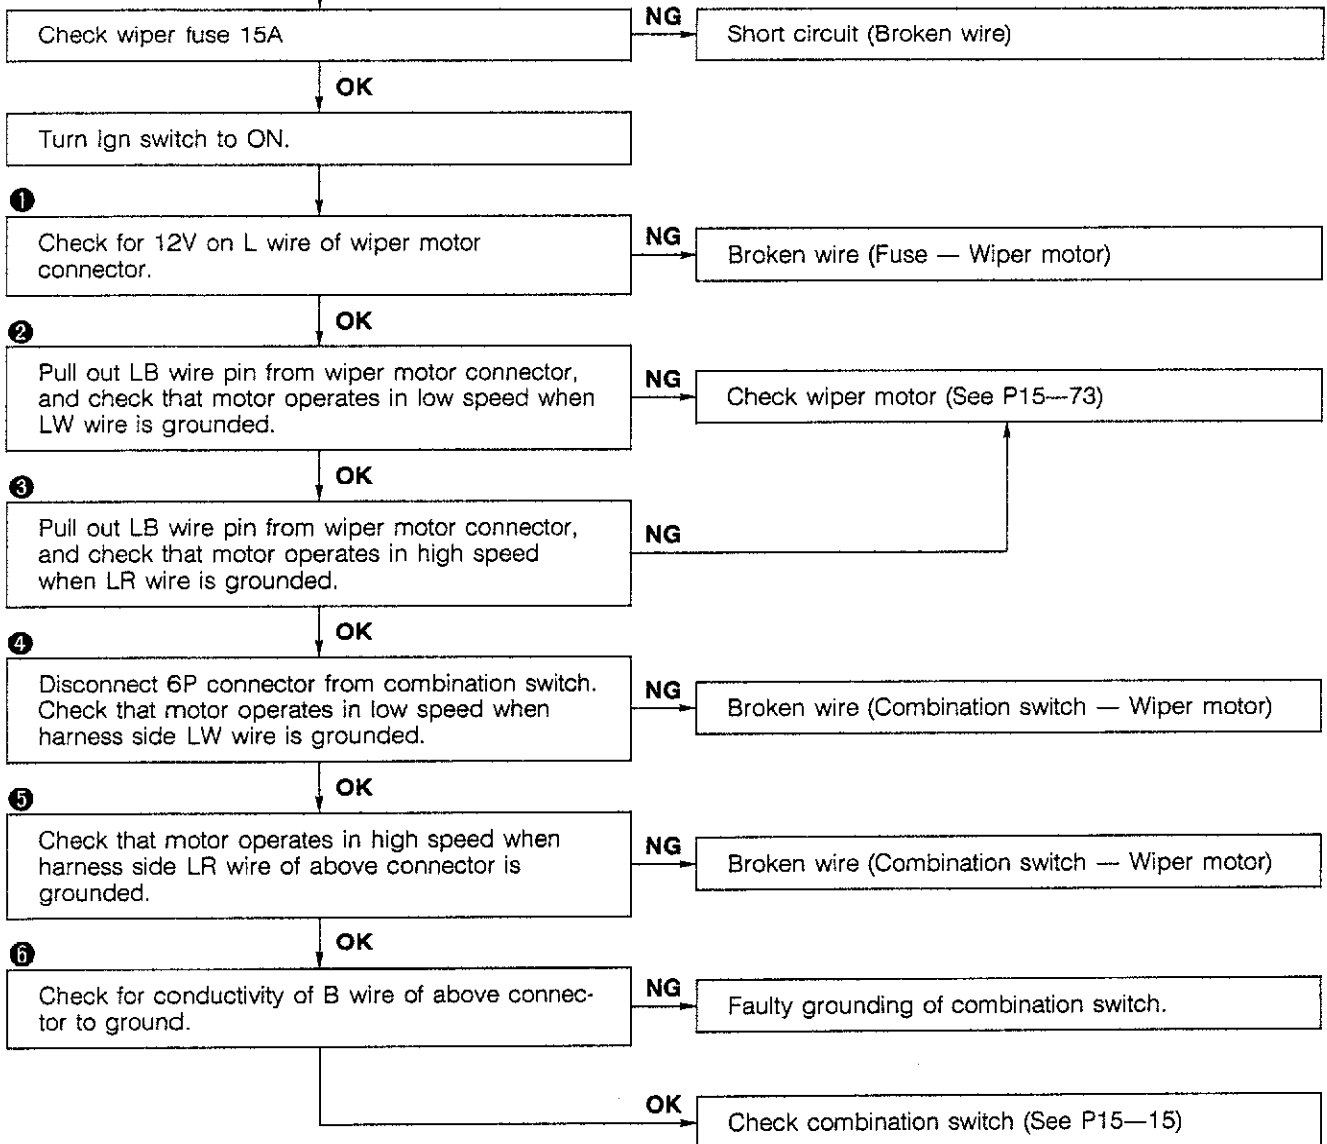 Check wiper fuse 15A
NG
Short circuit (Broken wire)
OK
Turn Ign switch to ON.
❶
Check for 12V on L wire of wiper motor
connector.
NG
Broken wire (Fuse — Wiper motor)
OK
❷
Pull out LB wire pin from wiper motor connector,
and check that motor operates in low speed when
LW wire is grounded.
NG
Check wiper motor (See P15—73)
OK
❸
Pull out LB wire pin from wiper motor connector,
and check that motor operates in high speed
when LR wire is grounded.
NG
OK
❹
Disconnect 6P connector from combination switch.
Check that motor operates in low speed when
harness side LW wire is grounded.
NG
Broken wire (Combination switch — Wiper motor)
OK
❺
Check that motor operates in high speed when
harness side LR wire of above connector is
grounded.
NG
Broken wire (Combination switch — Wiper motor)
OK
❻
Check for conductivity of B wire of above connec-
tor to ground.
NG
Faulty grounding of combination switch.
OK
Check combination switch (See P15—15)